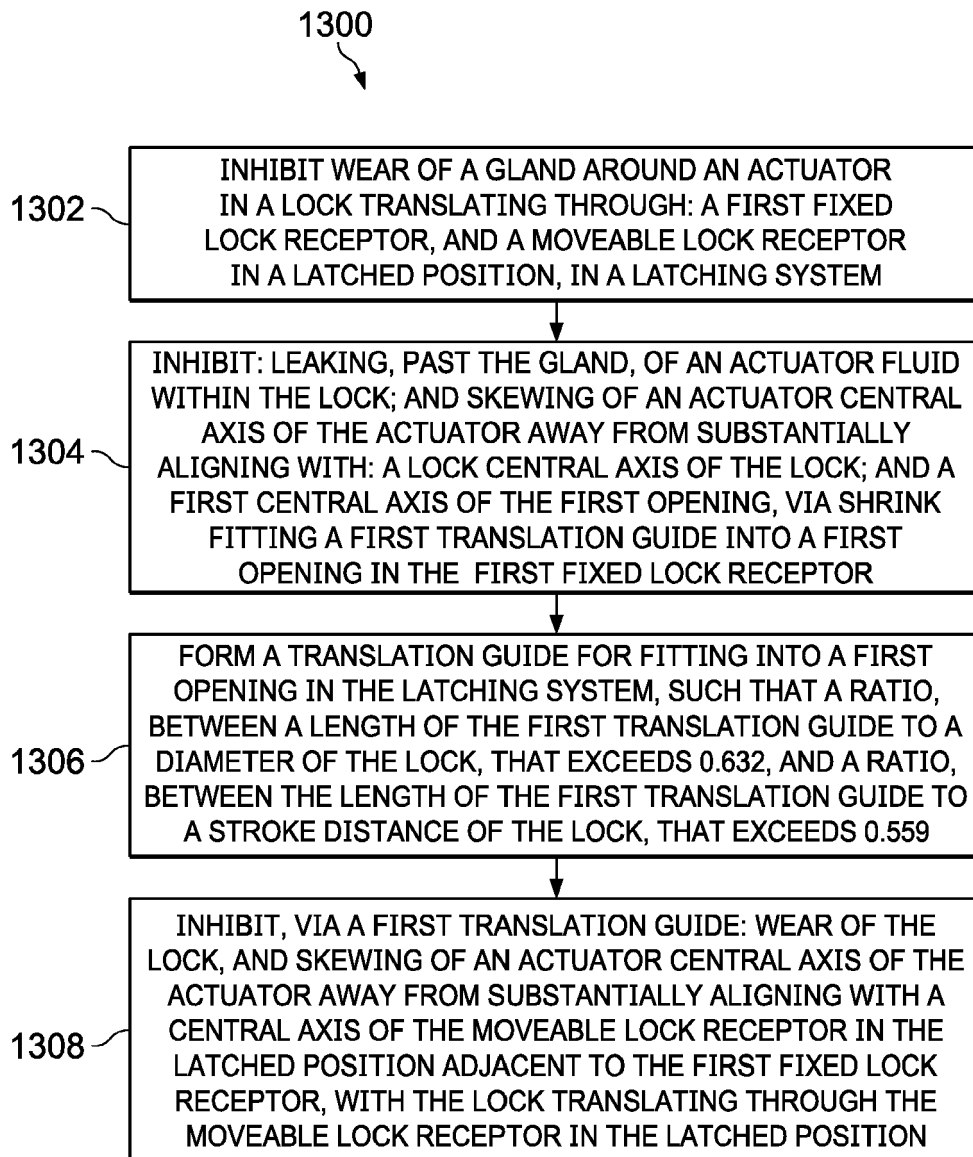 1300
1302
INHIBIT WEAR OF A GLAND AROUND AN ACTUATOR
IN A LOCK TRANSLATING THROUGH: A FIRST FIXED
LOCK RECEPTOR, AND A MOVEABLE LOCK RECEPTOR
IN A LATCHED POSITION, IN A LATCHING SYSTEM
1304
INHIBIT: LEAKING, PAST THE GLAND, OF AN ACTUATOR FLUID
WITHIN THE LOCK; AND SKEWING OF AN ACTUATOR CENTRAL
AXIS OF THE ACTUATOR AWAY FROM SUBSTANTIALLY
ALIGNING WITH: A LOCK CENTRAL AXIS OF THE LOCK; AND A
FIRST CENTRAL AXIS OF THE FIRST OPENING, VIA SHRINK
FITTING A FIRST TRANSLATION GUIDE INTO A FIRST
OPENING IN THE FIRST FIXED LOCK RECEPTOR
1306
FORM A TRANSLATION GUIDE FOR FITTING INTO A FIRST
OPENING IN THE LATCHING SYSTEM, SUCH THAT A RATIO,
BETWEEN A LENGTH OF THE FIRST TRANSLATION GUIDE TO A
DIAMETER OF THE LOCK, THAT EXCEEDS 0.632, AND A RATIO,
BETWEEN THE LENGTH OF THE FIRST TRANSLATION GUIDE TO
A STROKE DISTANCE OF THE LOCK, THAT EXCEEDS 0.559
1308
INHIBIT, VIA A FIRST TRANSLATION GUIDE: WEAR OF THE
LOCK, AND SKEWING OF AN ACTUATOR CENTRAL AXIS OF THE
ACTUATOR AWAY FROM SUBSTANTIALLY ALIGNING WITH A
CENTRAL AXIS OF THE MOVEABLE LOCK RECEPTOR IN THE
LATCHED POSITION ADJACENT TO THE FIRST FIXED LOCK
RECEPTOR, WITH THE LOCK TRANSLATING THROUGH THE
MOVEABLE LOCK RECEPTOR IN THE LATCHED POSITION